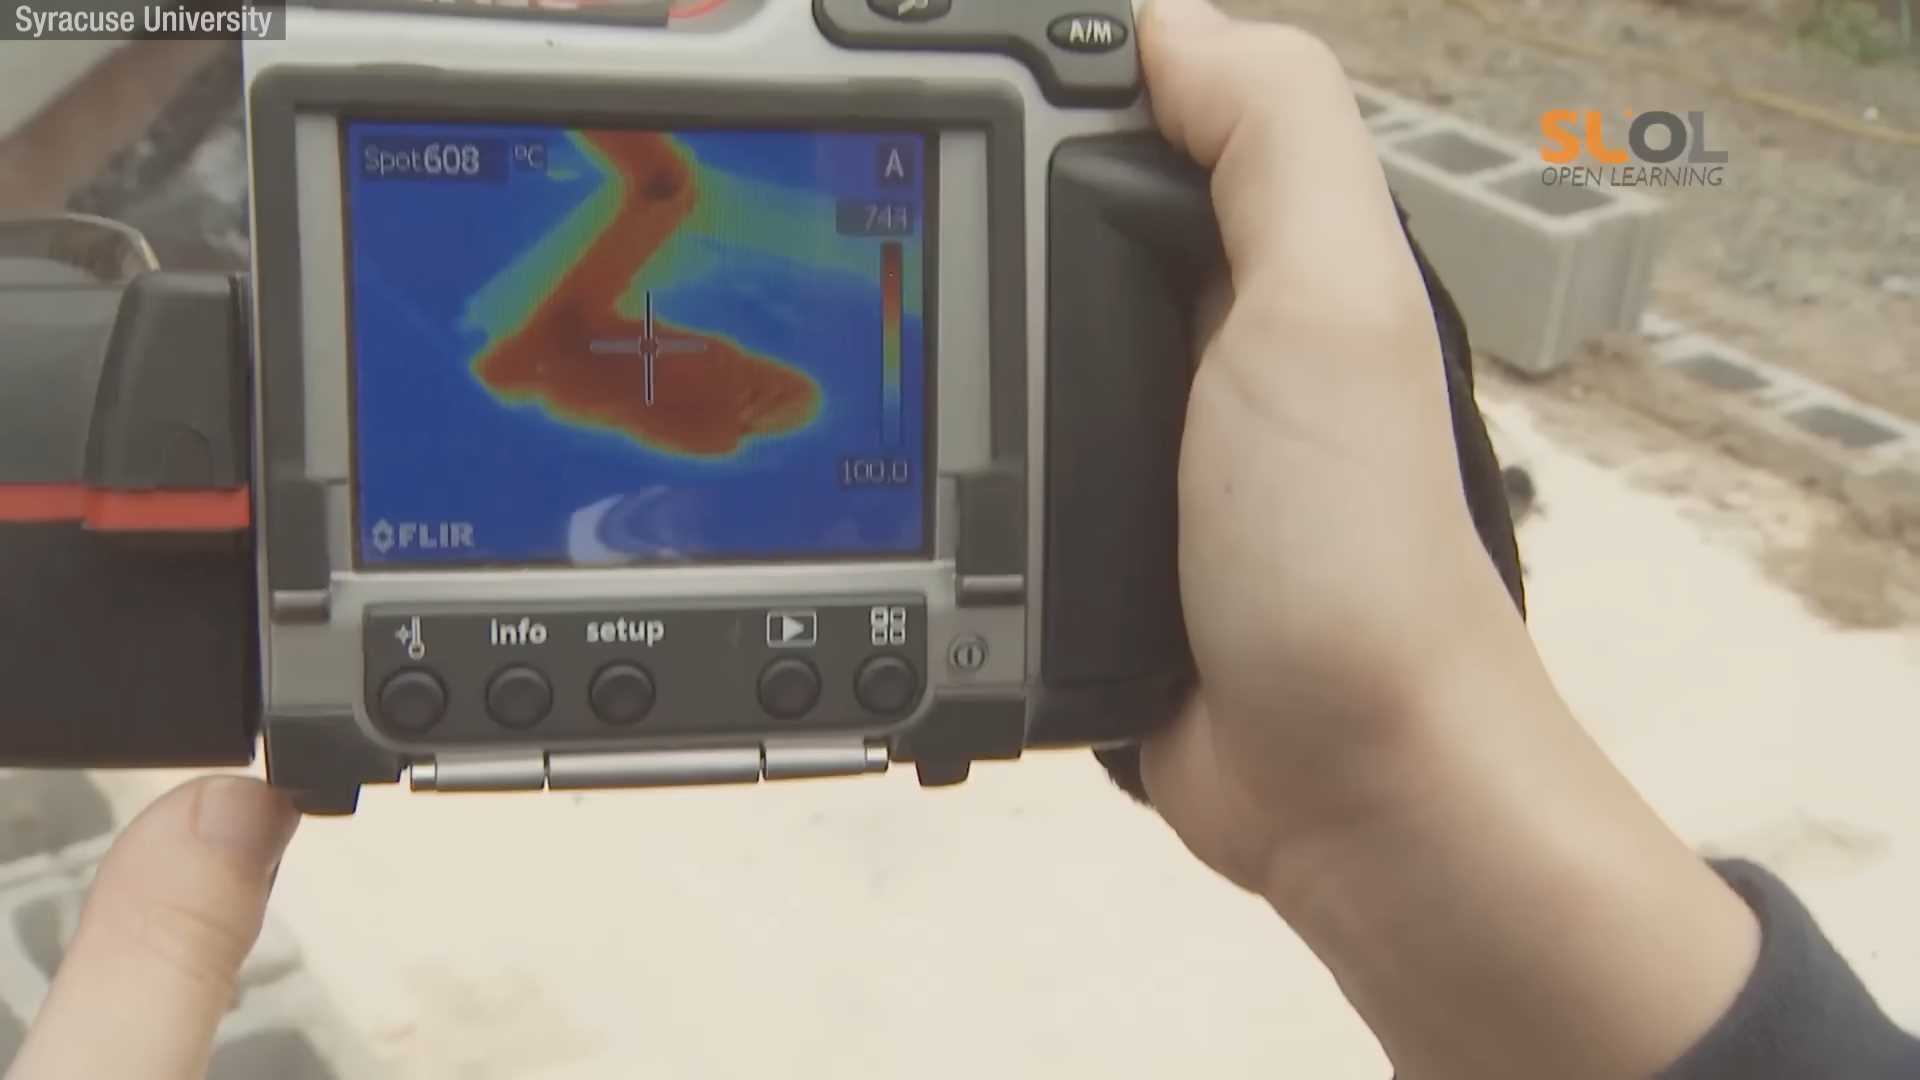 Syracuse University
A/M
SLOL
OPEN LEARNING
Spot 608 °C
A
743
100.0
FLIR
info
setup